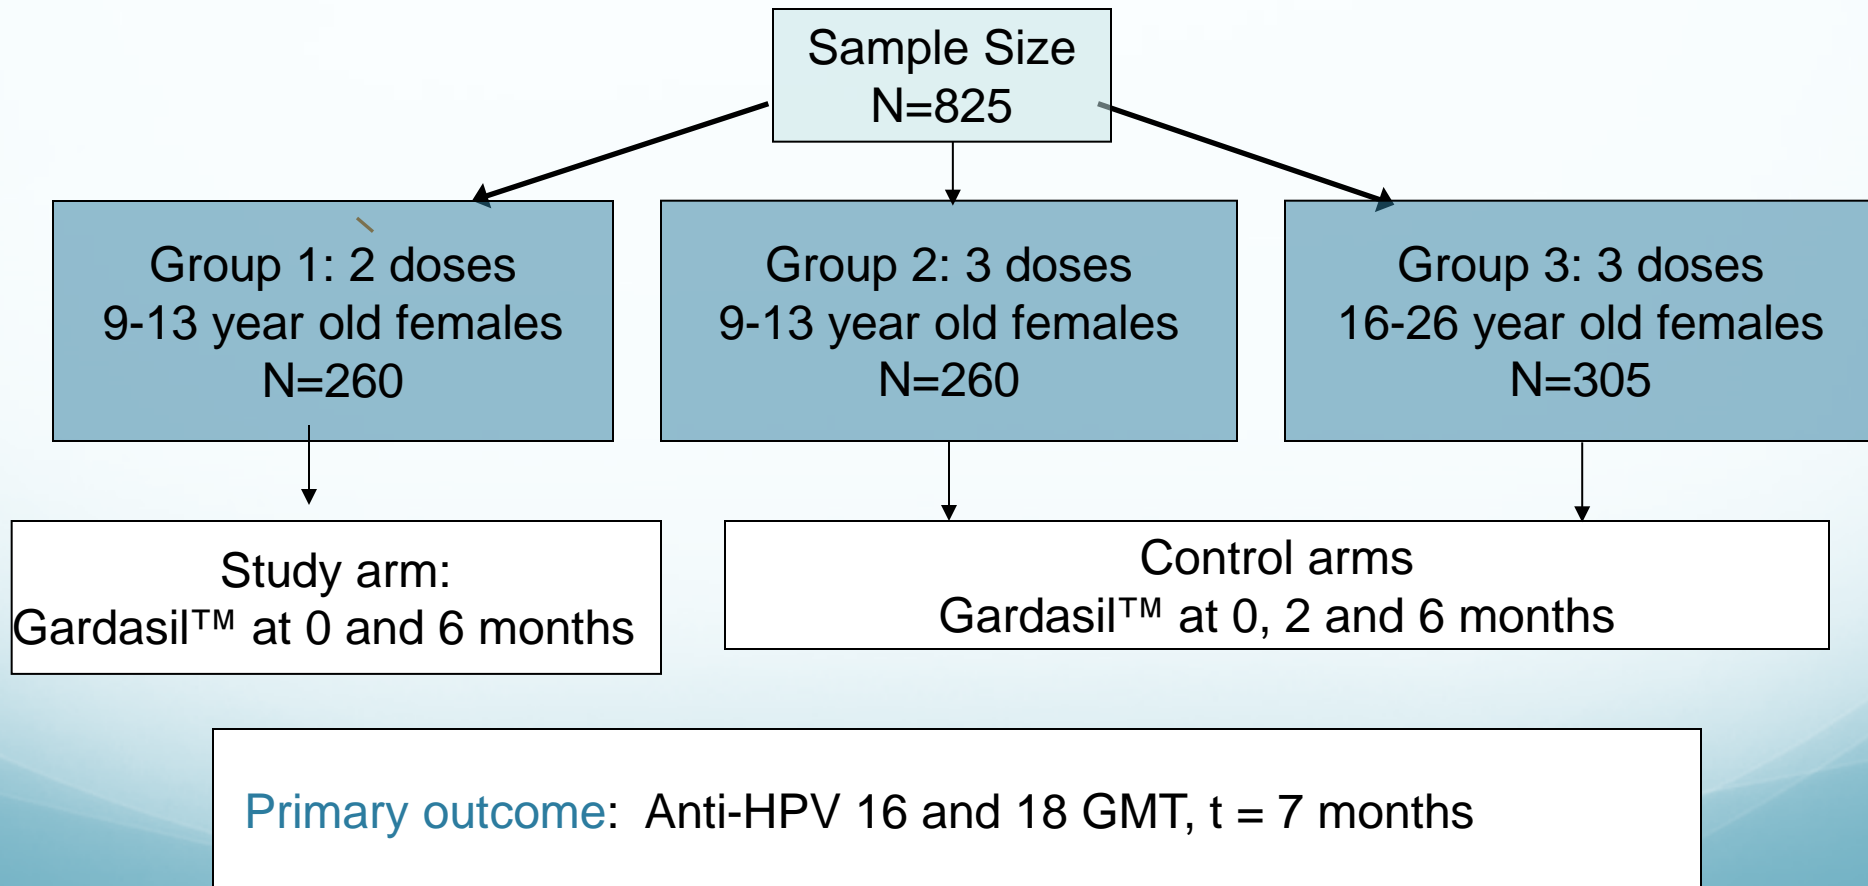 Sample Size
N=825
Group 1: 2 doses
9-13 year old females
N=260
Group 2: 3 doses
9-13 year old females
N=260
Group 3: 3 doses
16-26 year old females
N=305
Study arm:
Gardasil™ at 0 and 6 months
Control arms
Gardasil™ at 0, 2 and 6 months
Primary outcome: Anti-HPV 16 and 18 GMT, t = 7 months